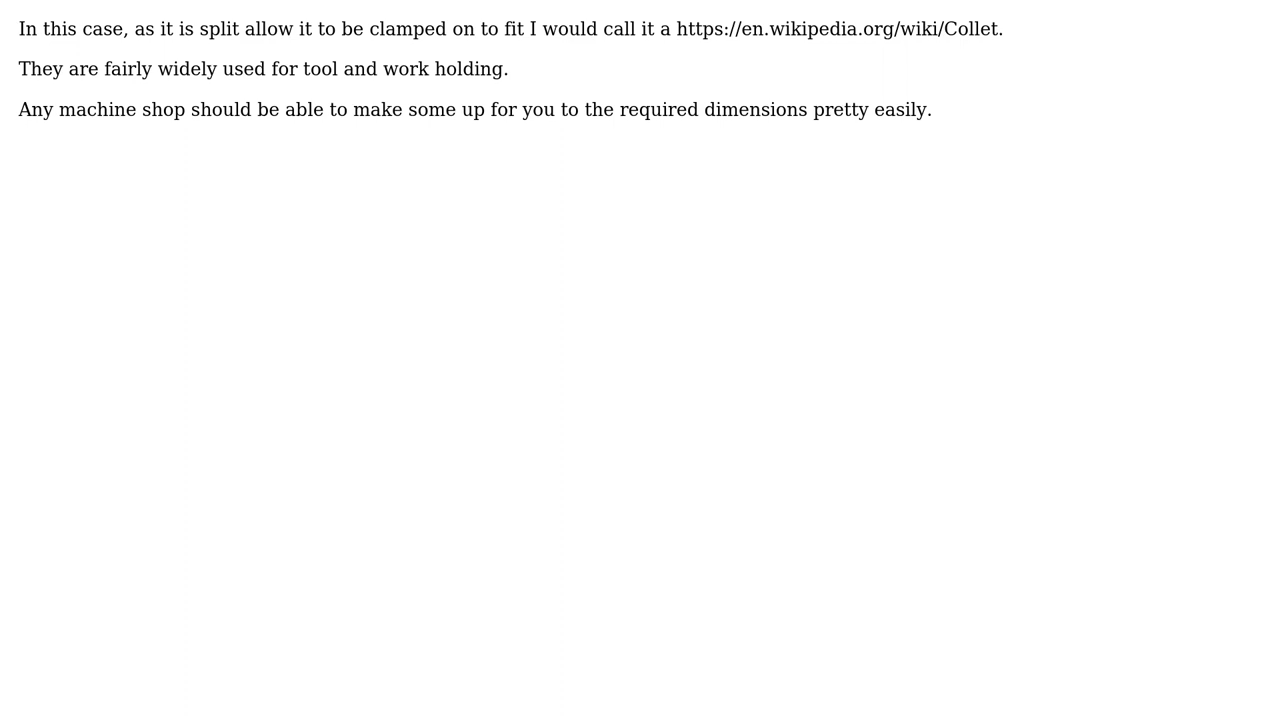 In this case, as it is split allow it to be clamped on to fit I would call it a https://en.wikipedia.org/wiki/Collet.
They are fairly widely used for tool and work holding.
Any machine shop should be able to make some up for you to the required dimensions pretty easily.